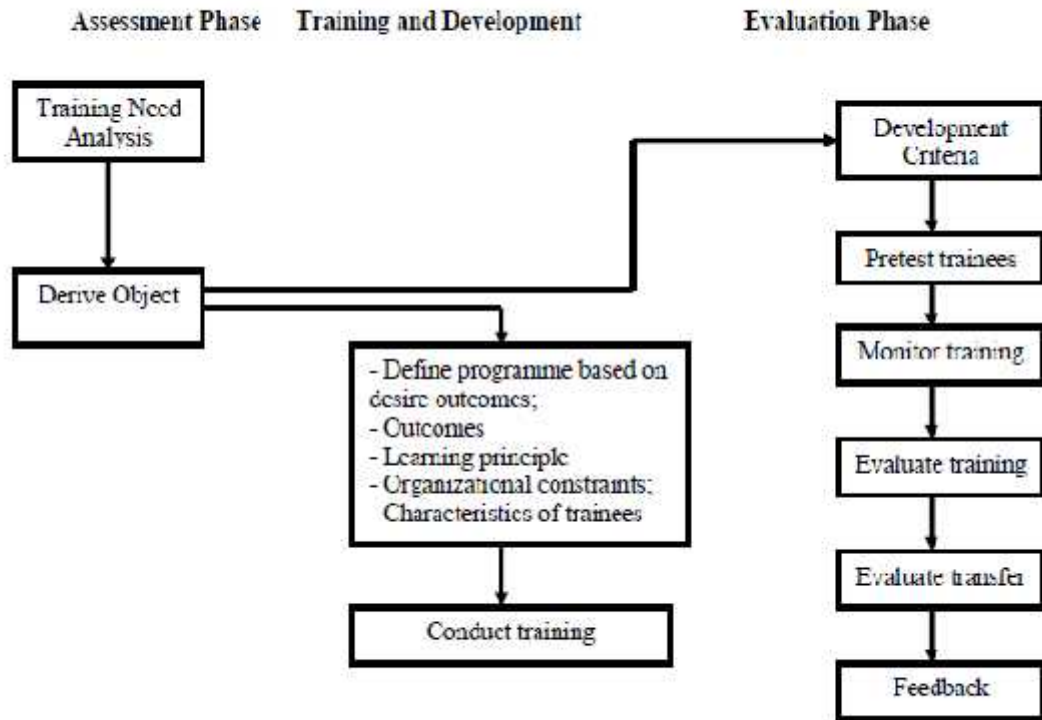 Assessment Phase Training and Development Evaluation Phase
Training Need
Analysis
Derive Object
- Define programme based on
desire outcomes;
- Outcomes
- Learning principle
- Organizational constraints;
Characteristics of trainees
Conduct training
Development
Criteria
Pretest trainees
Monitor training
Evaluate training
Evaluate transfer
Feedback